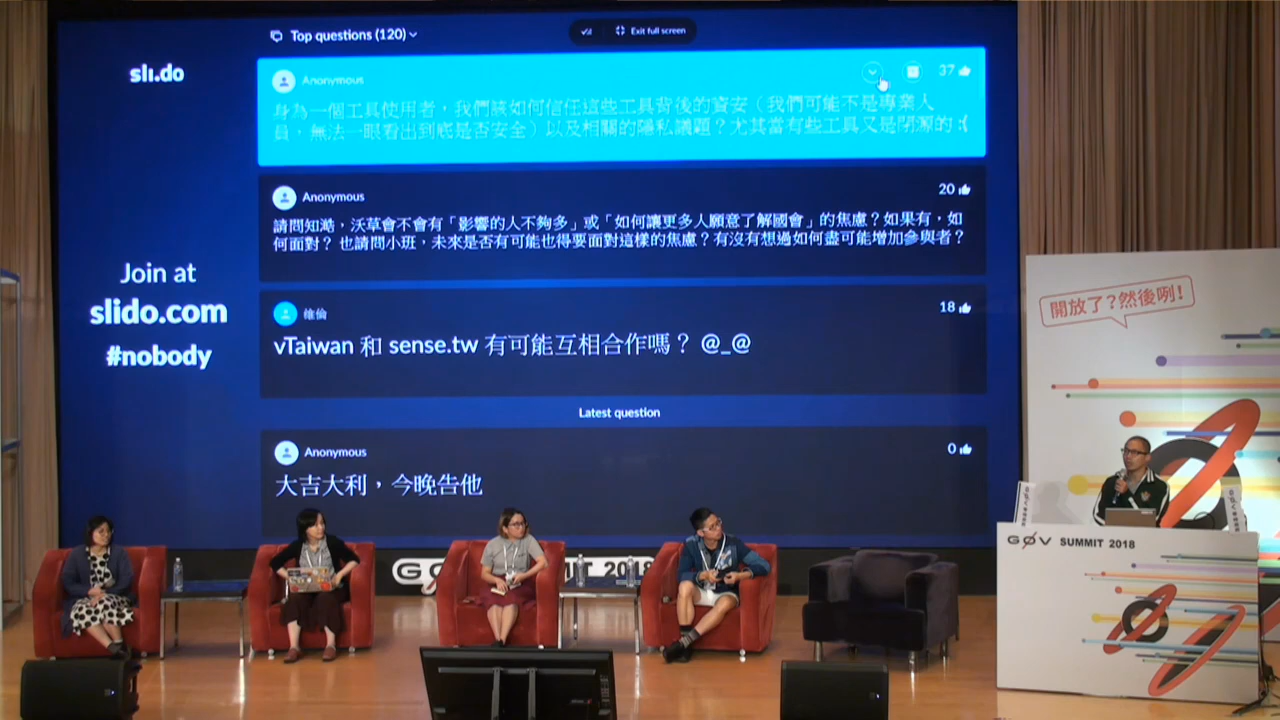 Top questions (120)
Exit full screen
sli.do
Anonymous
37
身為一個工具使用者，我們該如何信任這些工具背後的資安（我們可能不是專業人
員，無法一眼看出到底是否安全）以及相關的隱私議題？尤其當有些工具又是閉源的 :(
Anonymous
20
請問知澔，沃草會不會有「影響的人不夠多」或「如何讓更多人願意了解國會」的焦慮？如果有，如
何面對？ 也請問小班，未來是否有可能也得要面對這樣的焦慮？有沒有想過如何盡可能增加參與者？
Join at
slido.com
#nobody
維倫
18
vTaiwan 和 sense.tw 有可能互相合作嗎？ @_@
Latest question
Anonymous
0
大吉大利，今晚告他
開放了？然後咧！
G0V SUMMIT 2018